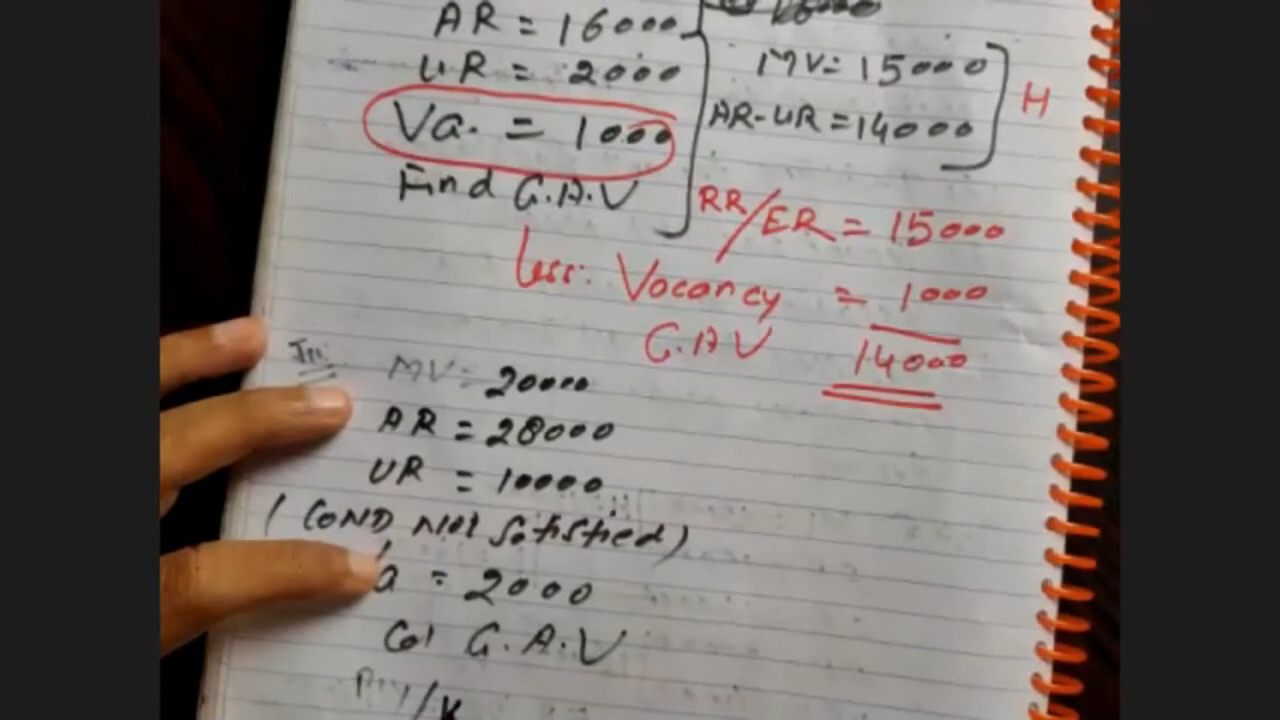 AR = 16000
UR = 2000
Va. = 1000
Find G.A.V
MV = 15000
AR-UR = 14000
H
RR/ER = 15000
Less: Vacancy = 1000
G.A.V 14000
MV = 20000
AR = 28000
UR = 10000
(COND Not Satisfied)
a = 2000
Cal G.A.V